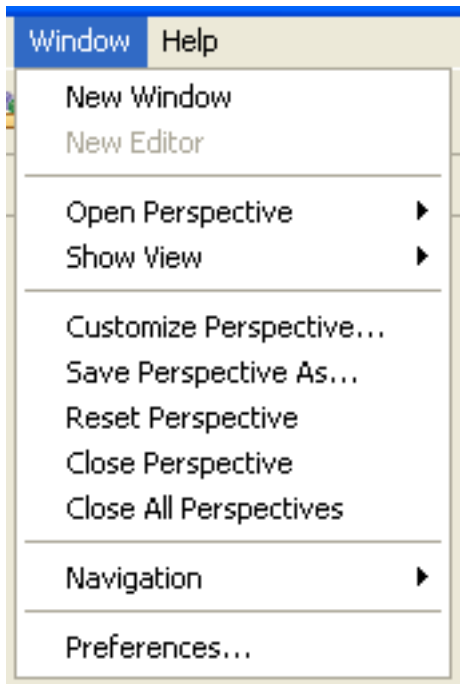 Window Help
New Window
New Editor
Open Perspective
Show View
Customize Perspective...
Save Perspective As...
Reset Perspective
Close Perspective
Close All Perspectives
Navigation
Preferences...